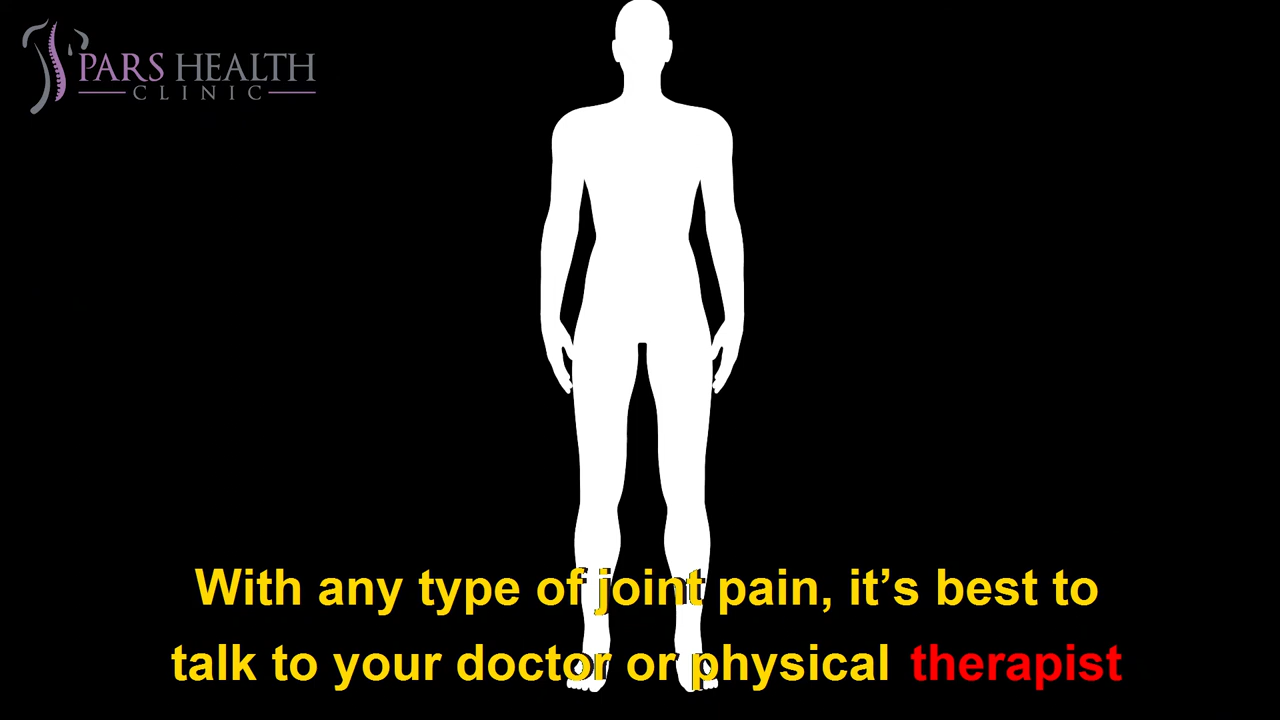 PARS HEALTH
CLINIC
With any type of joint pain, it’s best to
talk to your doctor or physical therapist